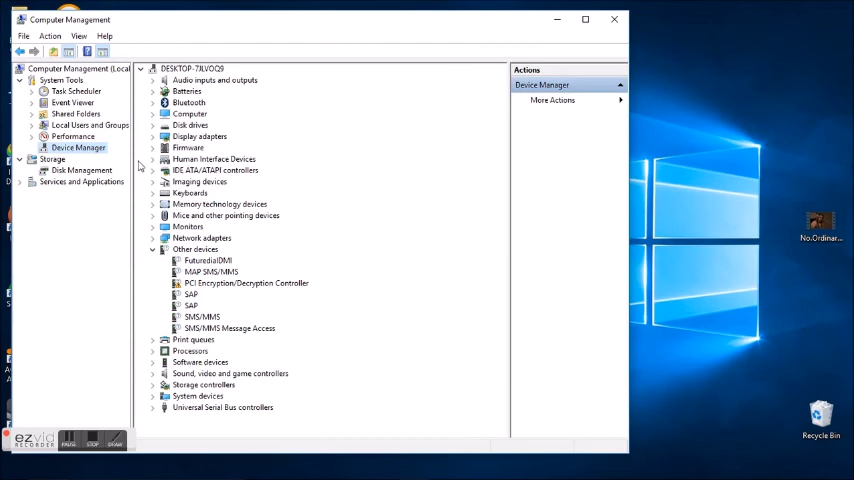 Computer Management
File Action View Help
Computer Management (Local
System Tools
Task Scheduler
Event Viewer
Shared Folders
Local Users and Groups
Performance
Device Manager
Storage
Disk Management
Services and Applications
DESKTOP-7JLVOQ9
Audio inputs and outputs
Batteries
Bluetooth
Computer
Disk drives
Display adapters
Firmware
Human Interface Devices
IDE ATA/ATAPI controllers
Imaging devices
Keyboards
Memory technology devices
Mice and other pointing devices
Monitors
Network adapters
Other devices
FuturedialDMI
MAP SMS/MMS
PCI Encryption/Decryption Controller
SAP
SAP
SMS/MMS
SMS/MMS Message Access
Print queues
Processors
Software devices
Sound, video and game controllers
Storage controllers
System devices
Universal Serial Bus controllers
Actions
Device Manager
More Actions
No.Ordinar...
Recycle Bin
ezvid
RECORDER
PAUSE STOP DRAW